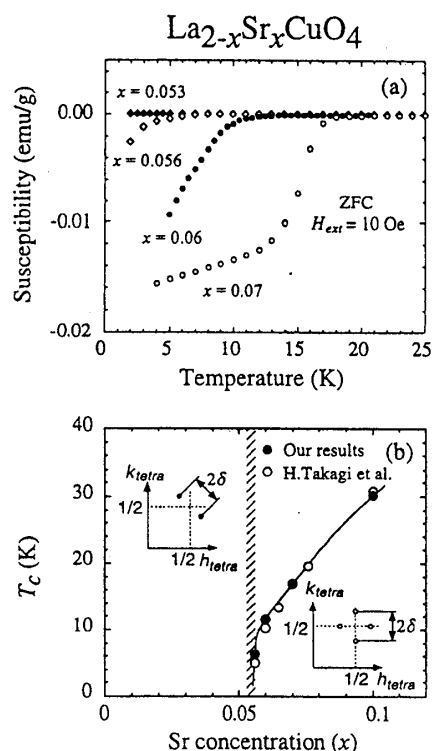 La2-xSrxCuO4
(a)
0.00
-0.01
-0.02
Susceptibility (emu/g)
x = 0.053
x = 0.056
x = 0.06
x = 0.07
ZFC
Hext = 10 Oe
0 5 10 15 20 25
Temperature (K)
(b)
40
30
20
10
0
Tc (K)
Our results
H.Takagi et al.
ktetra
2δ
1/2
1/2 htetra
ktetra
1/2
2δ
1/2 htetra
0 0.05 0.1
Sr concentration (x)